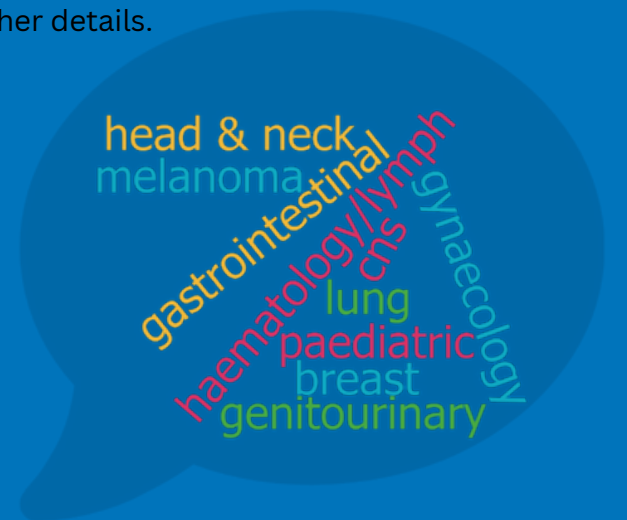 her details.
head & neck
melanoma
gastrointestinal
haematology/lymph
cns
gynaecology
lung
paediatric
breast
genitourinary